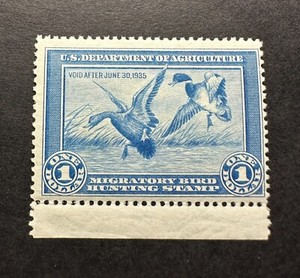 U.S. DEPARTMENT OF AGRICULTURE
VOID AFTER JUNE 30, 1935
ONE DOLLAR
1
MIGRATORY BIRD
HUNTING STAMP
ONE DOLLAR
1